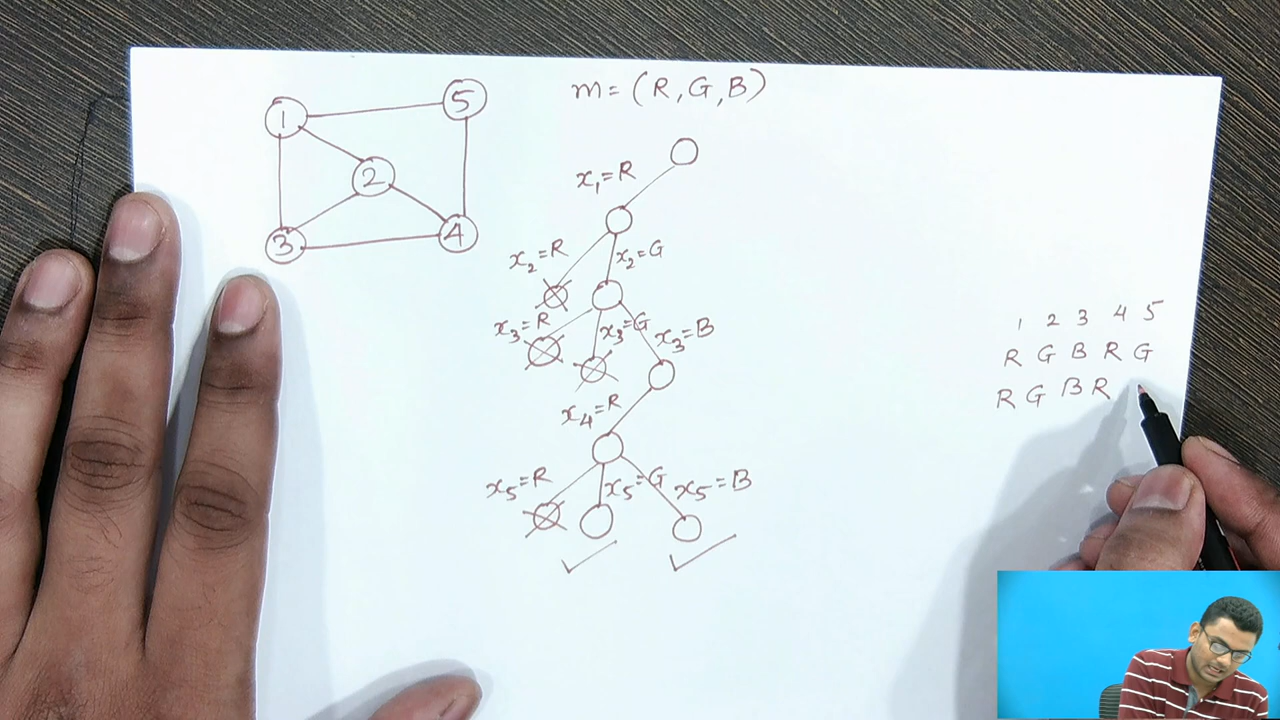 m = (R, G, B)
1
5
2
3
4
x₁=R
x₂=R
x₂=G
x₃=R
x₃=G
x₃=B
x₄=R
x₅=R
x₅=G
x₅=B
1 2 3 4 5
R G B R G
R G B R